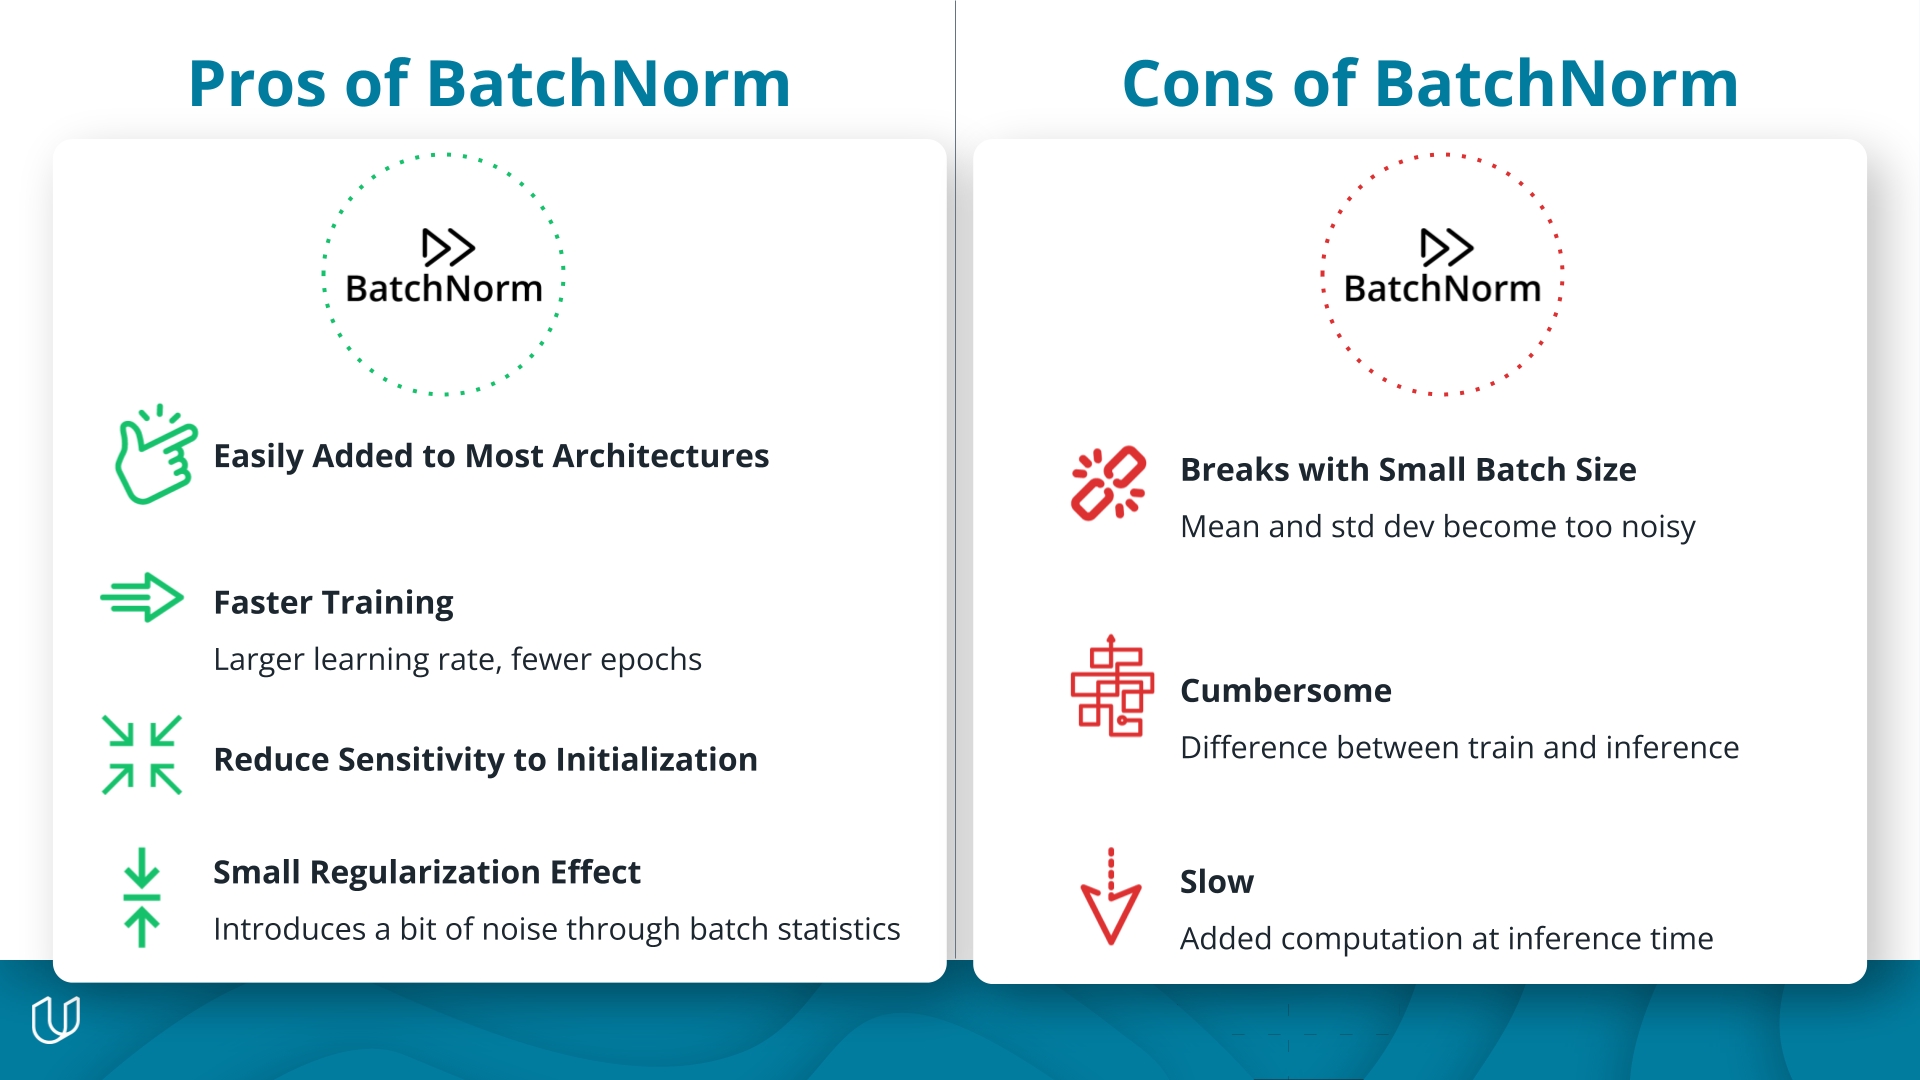 Pros of BatchNorm
BatchNorm
Easily Added to Most Architectures
Faster Training
Larger learning rate, fewer epochs
Reduce Sensitivity to Initialization
Small Regularization Effect
Introduces a bit of noise through batch statistics
Cons of BatchNorm
BatchNorm
Breaks with Small Batch Size
Mean and std dev become too noisy
Cumbersome
Difference between train and inference
Slow
Added computation at inference time